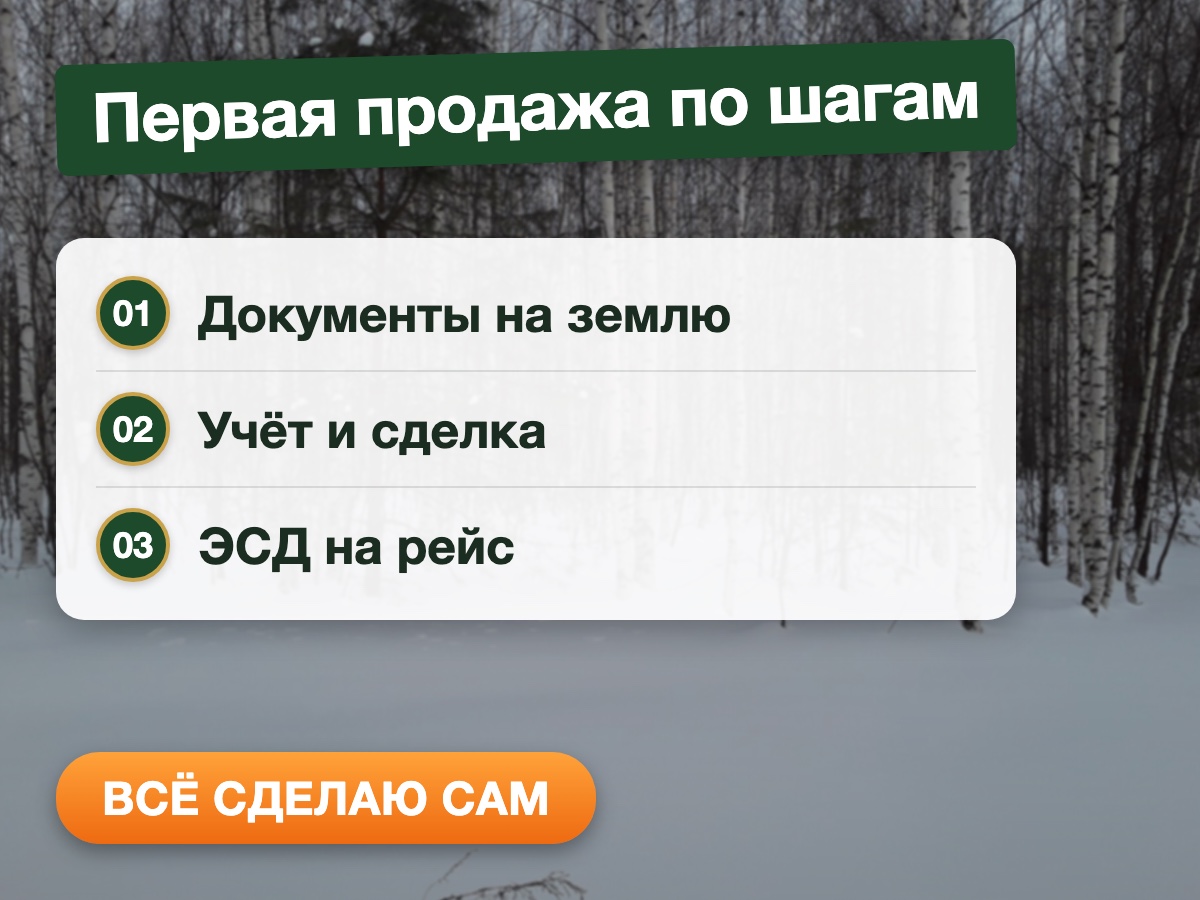 Первая продажа по шагам
01 Документы на землю
02 Учёт и сделка
03 ЭСД на рейс
ВСЁ СДЕЛАЮ САМ